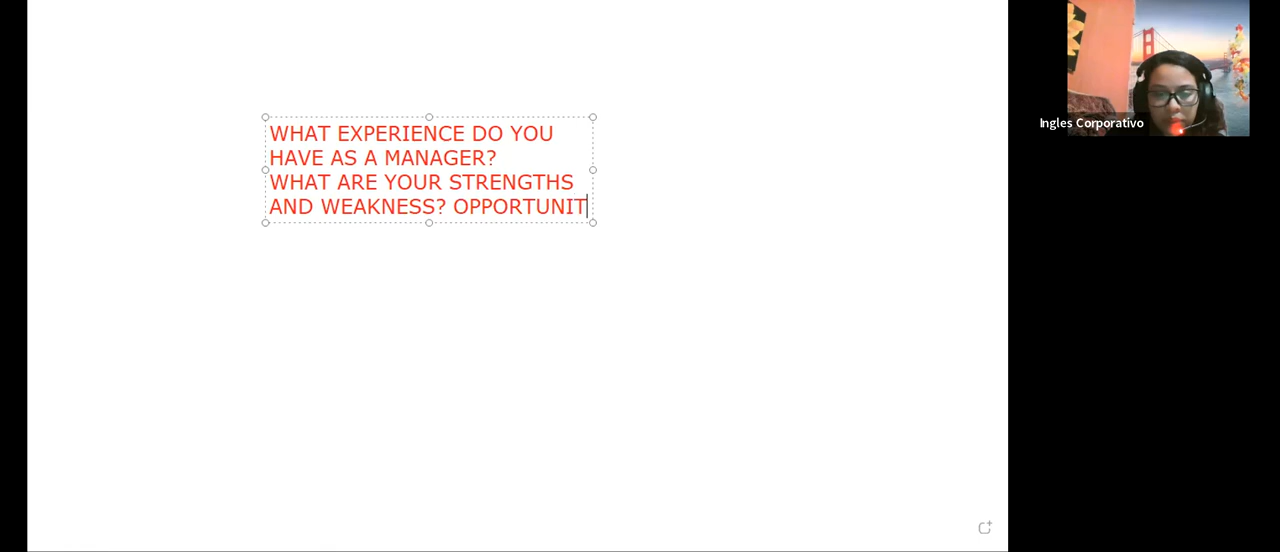 WHAT EXPERIENCE DO YOU
HAVE AS A MANAGER?
WHAT ARE YOUR STRENGTHS
AND WEAKNESS? OPPORTUNIT
Ingles Corporativo